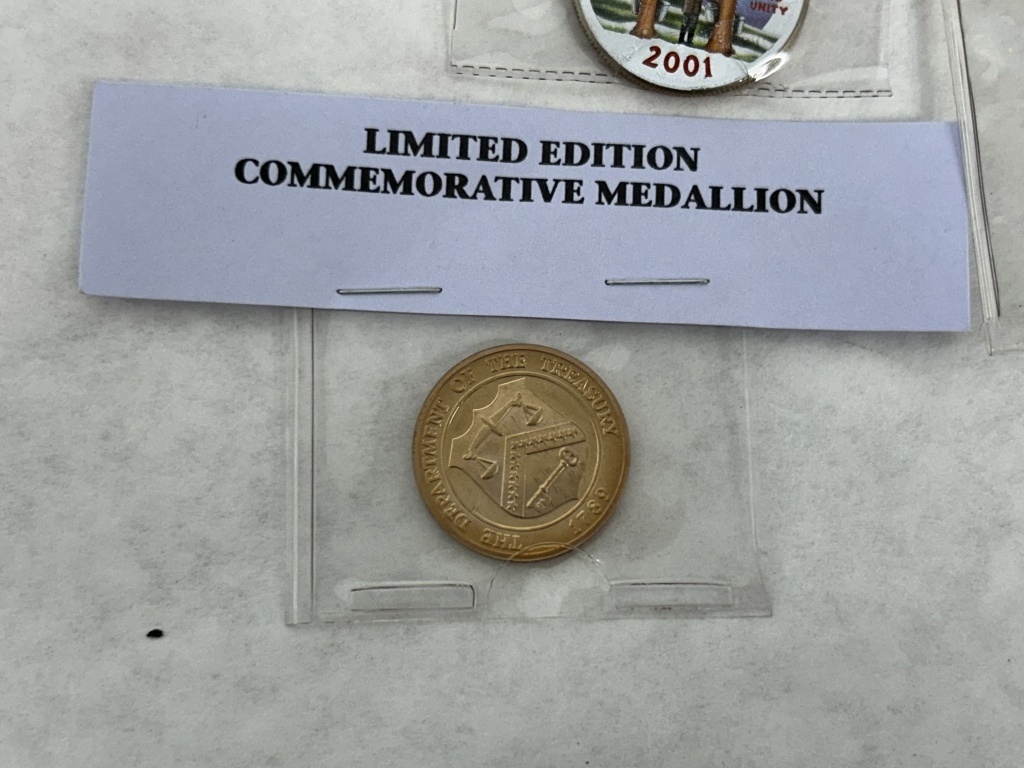 UNITY
2001
LIMITED EDITION
COMMEMORATIVE MEDALLION
THE DEPARTMENT OF THE TREASURY
1789